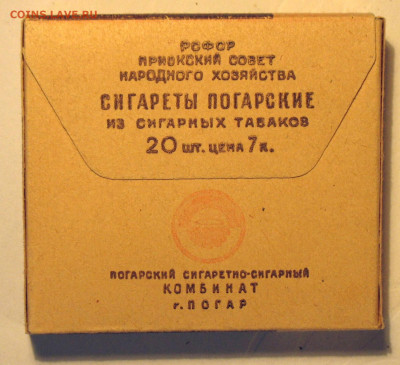 COINS.LAVE.RU
РСФСР
ПРИОКСКИЙ СОВЕТ
НАРОДНОГО ХОЗЯЙСТВА
СИГАРЕТЫ ПОГАРСКИЕ
ИЗ СИГАРНЫХ ТАБАКОВ
20 ШТ. ЦЕНА 7 К.
ПОГАРСКИЙ СИГАРЕТНО-СИГАРНЫЙ
КОМБИНАТ
г. ПОГАР